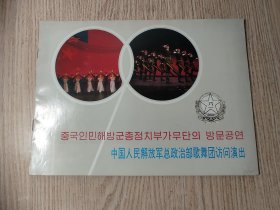 중국인민해방군총정치부가무단의 방문공연
中国人民解放军总政治部歌舞团访问演出